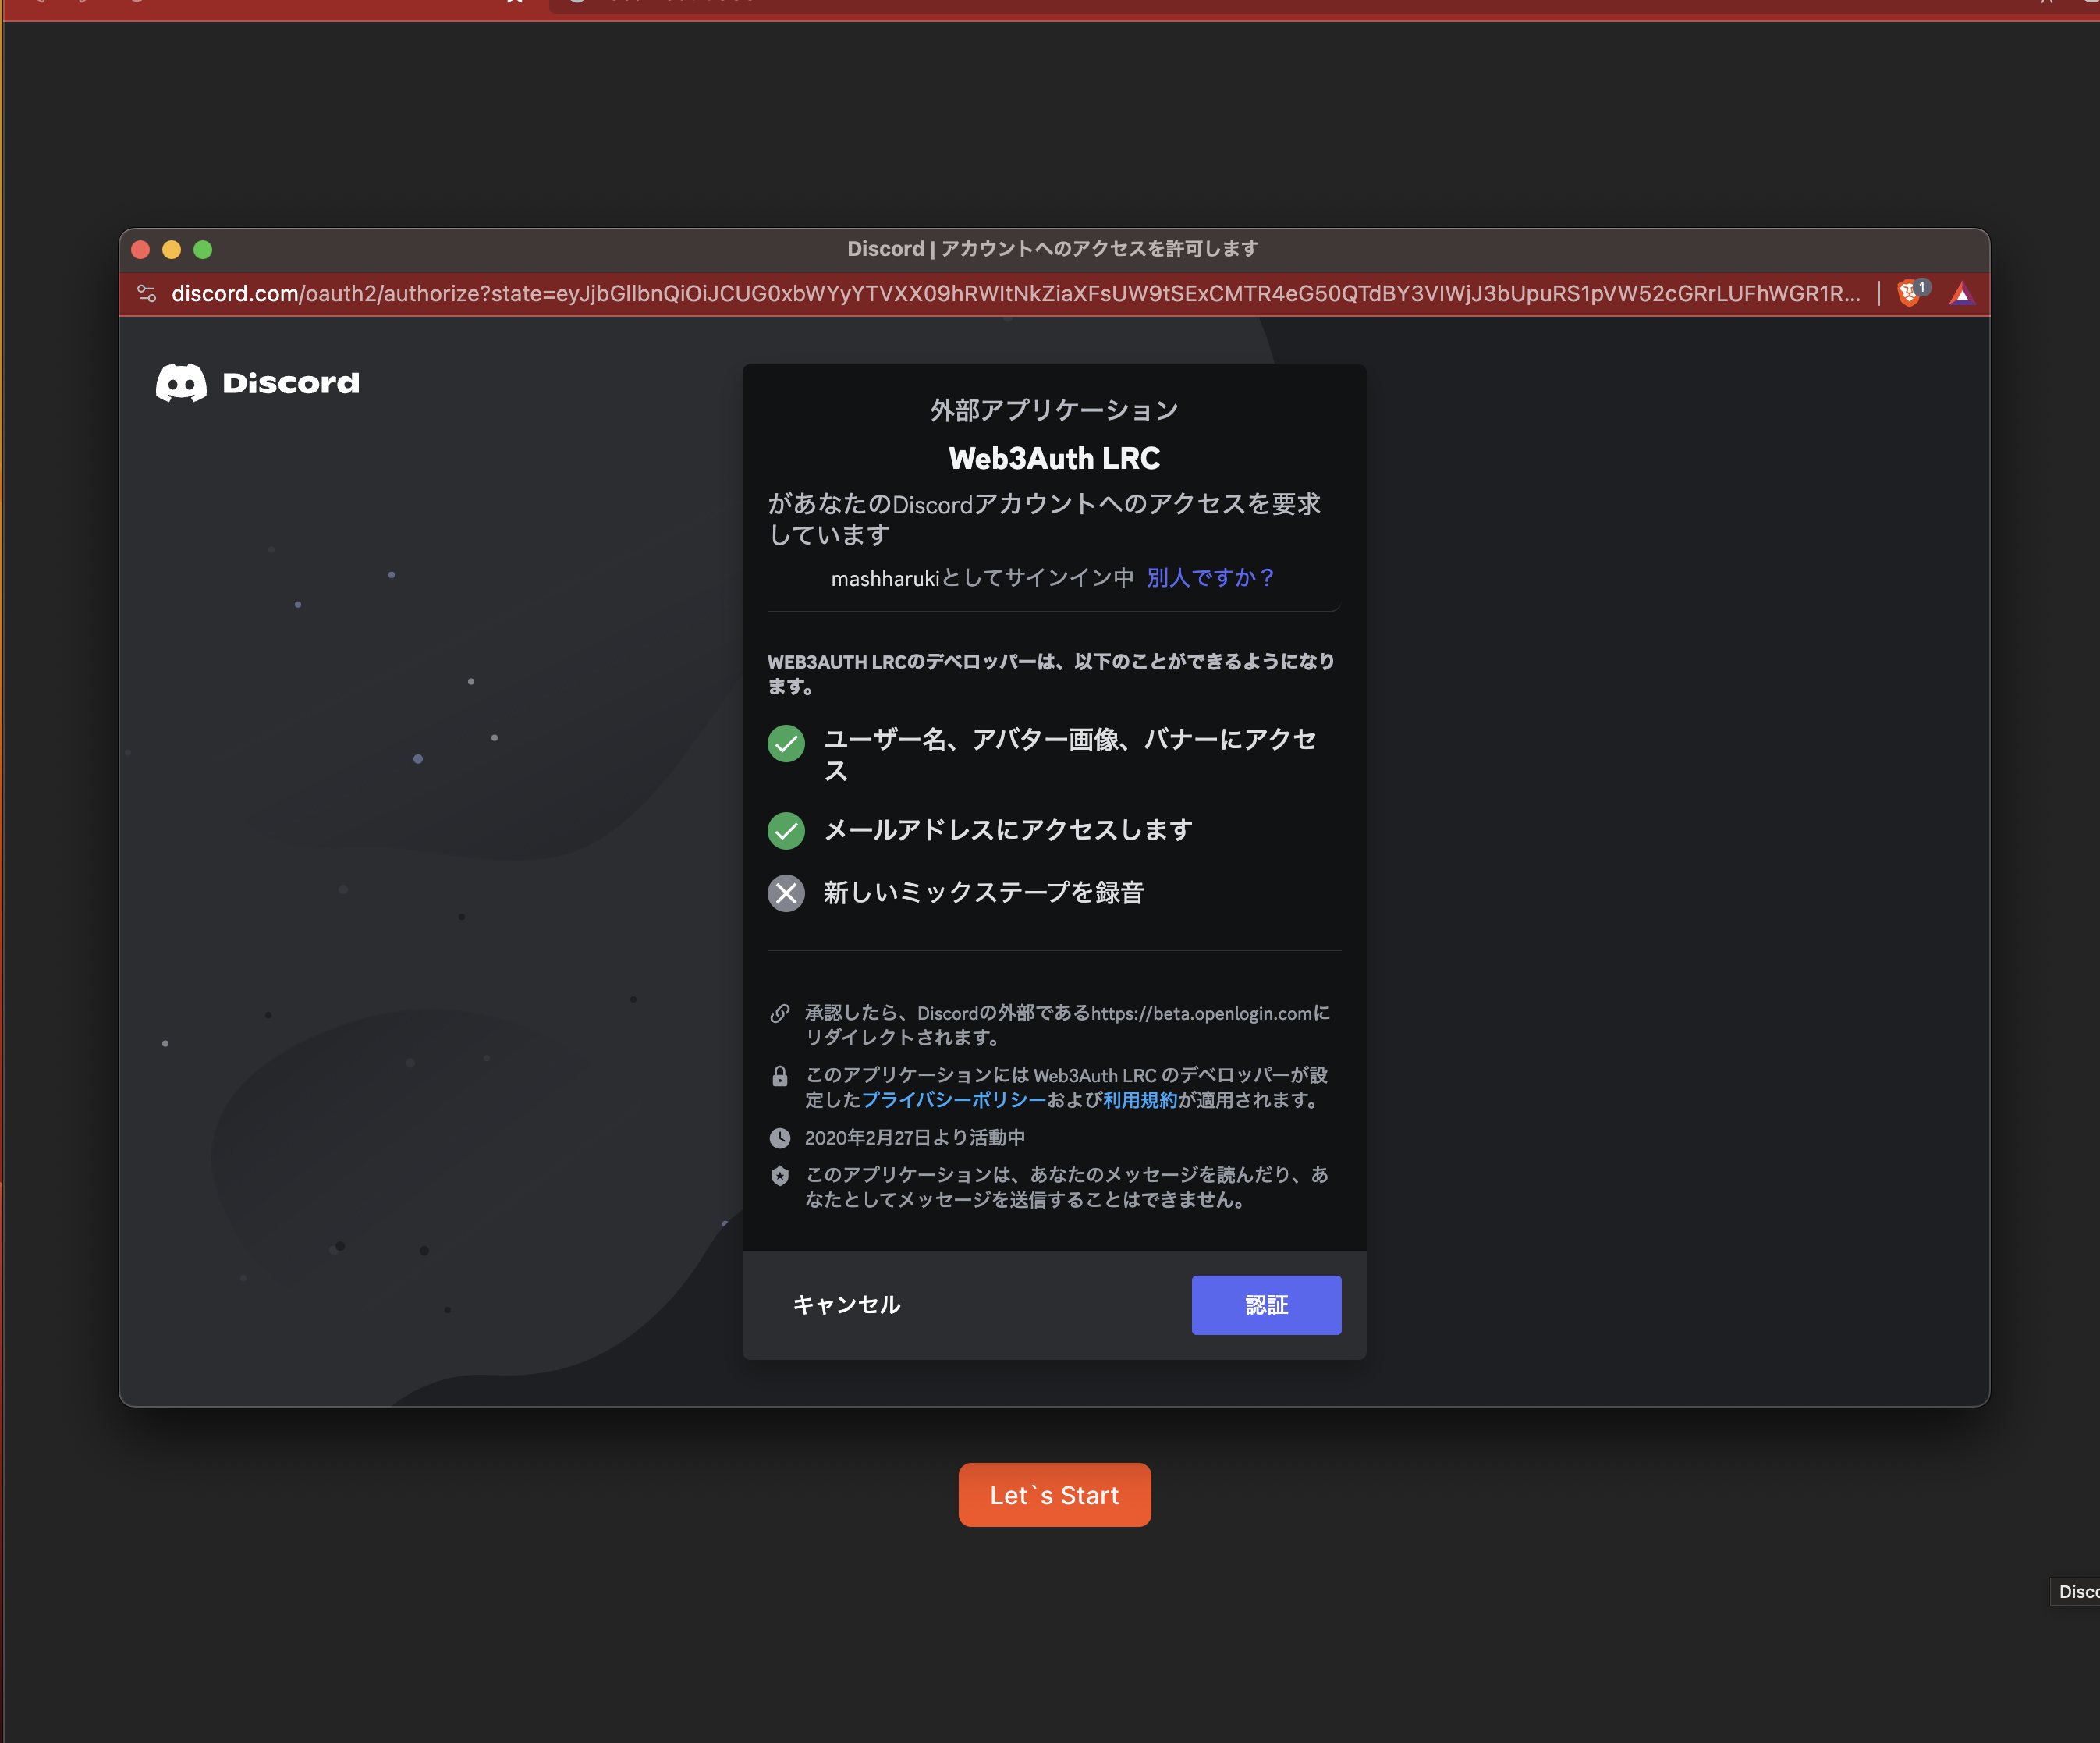 Discord | アカウントへのアクセスを許可します
discord.com/oauth2/authorize?state=eyJjbGllbnQiOiJCUG0xbWYyYTVXX09hRWltNkZiaXFsUW9tSExCMTR4eG50QTdBY3VlWjJ3bUpuRS1pVW52cGRrLUFhWGR1R...
1
Discord
外部アプリケーション
Web3Auth LRC
があなたのDiscordアカウントへのアクセスを要求
しています
mashharukiとしてサインイン中 別人ですか？
WEB3AUTH LRCのデベロッパーは、以下のことができるようになり
ます。
ユーザー名、アバター画像、バナーにアクセ
ス
メールアドレスにアクセスします
新しいミックステープを録音
承認したら、Discordの外部であるhttps://beta.openlogin.comに
リダイレクトされます。
このアプリケーションには Web3Auth LRC のデベロッパーが設
定したプライバシーポリシーおよび利用規約が適用されます。
2020年2月27日より活動中
このアプリケーションは、あなたのメッセージを読んだり、あ
なたとしてメッセージを送信することはできません。
キャンセル
認証
Let`s Start